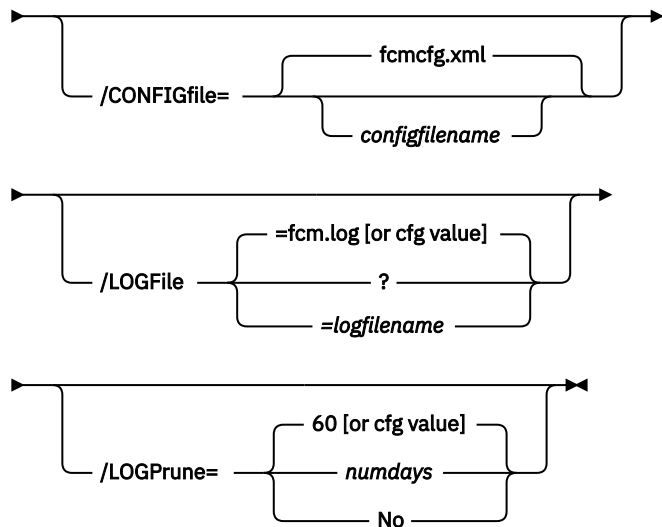 fcmcfg.xml
/CONFIGfile=
configfilename
=fcm.log [or cfg value]
/LOGFile ?
=logfilename
60 [or cfg value]
/LOGPrune= numdays
No